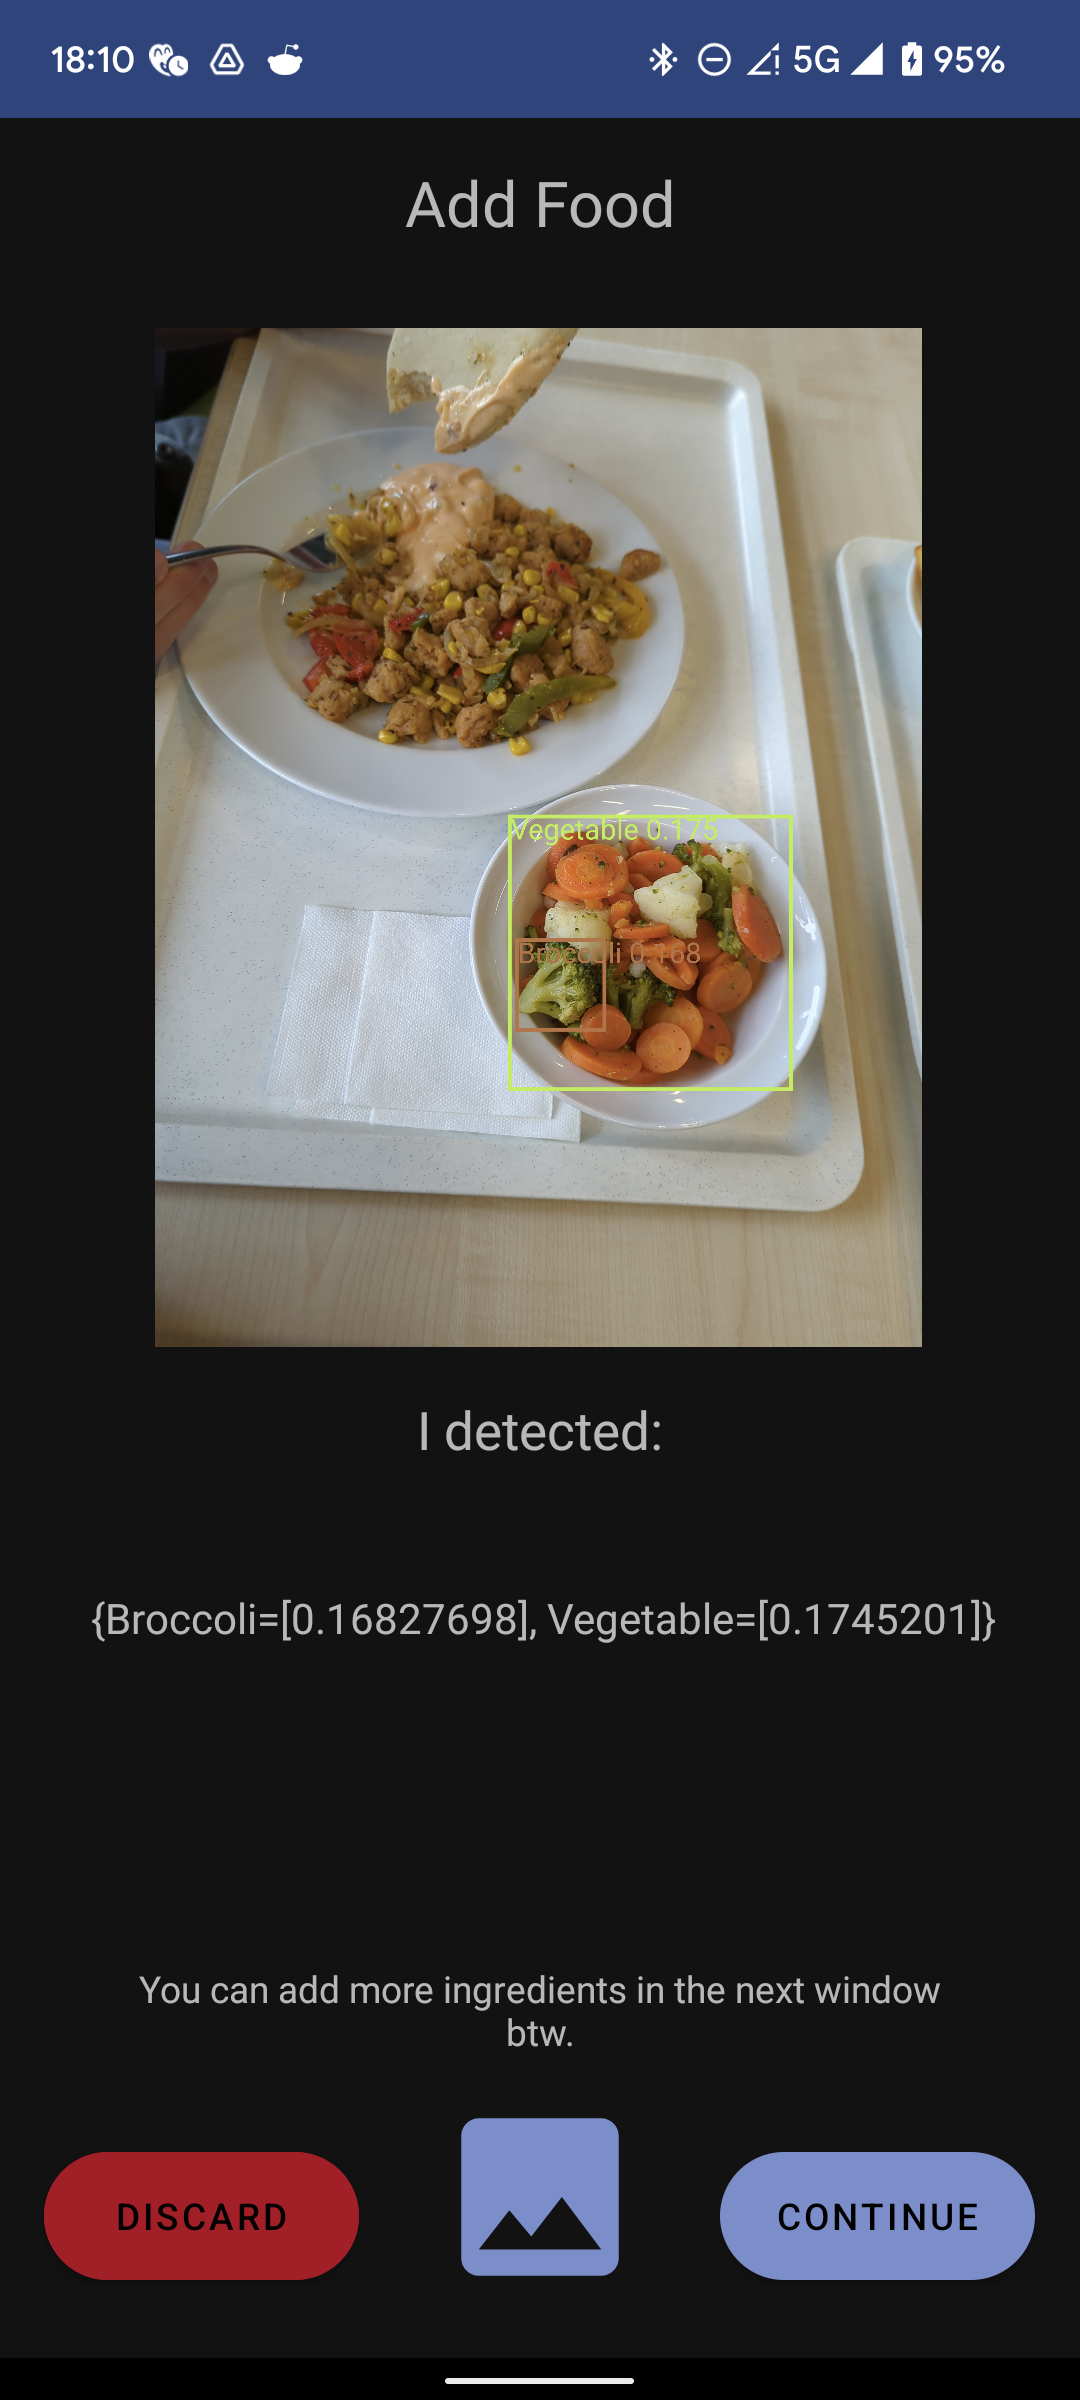 18:10 5G 95%
Add Food
Vegetable 0.175
Broccoli 0.168
I detected:
{Broccoli=[0.16827698], Vegetable=[0.1745201]}
You can add more ingredients in the next window
btw.
DISCARD CONTINUE